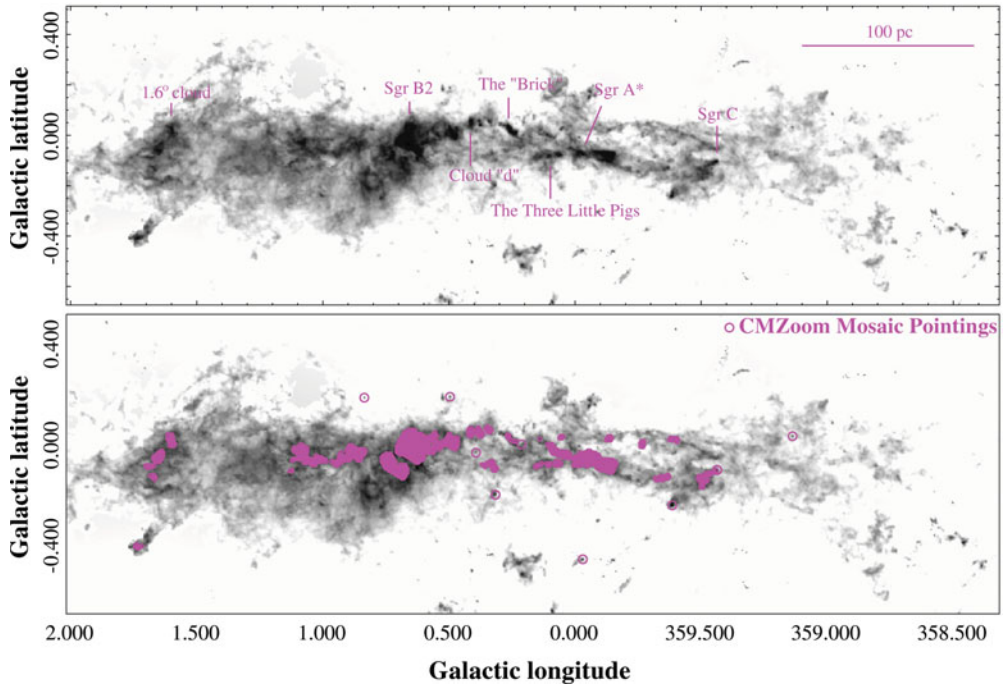 Galactic latitude
0.400
0.000
-0.400
100 pc
1.6° cloud
Sgr B2
The "Brick"
Sgr A*
Sgr C
Cloud "d"
The Three Little Pigs
Galactic latitude
0.400
0.000
-0.400
CMZoom Mosaic Pointings
2.000 1.500 1.000 0.500 0.000 359.500 359.000 358.500
Galactic longitude